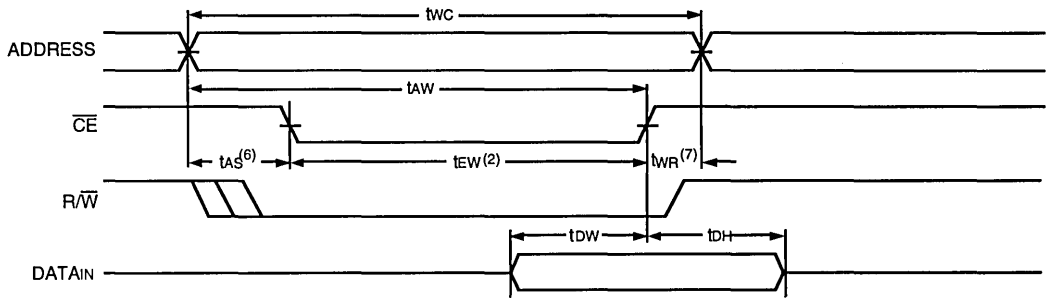 tWC
ADDRESS
tAW
CE
tAS(6) tEW(2) tWR(7)
R/W
tDW tDH
DATAIN